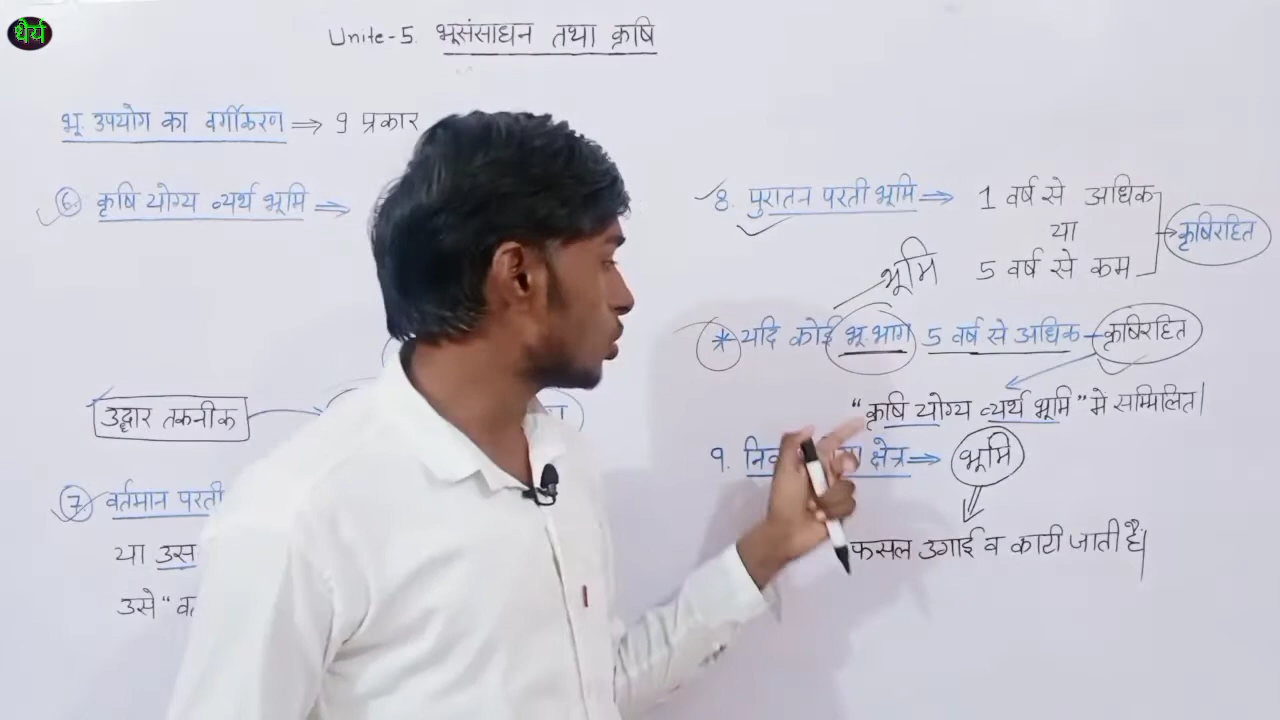 धैर्य
Unite-5. भूसंसाधन तथा कृषि
भू. उपयोग का वर्गीकरण ⇒ 9 प्रकार
6. कृषि योग्य व्यर्थ भूमि ⇒
उद्धार तकनीक
7. वर्तमान परती
या उस
उसे "
8. पुरातन परती भूमि ⇒ 1 वर्ष से अधिक
या
5 वर्ष से कम
→ कृषिरहित
भूमि
* यदि कोई भू-भाग 5 वर्ष से अधिक कृषिरहित
"कृषि योग्य व्यर्थ भूमि" मे सम्मिलित।
9. क्षेत्र ⇒ भूमि
फसल उगाई व काटी जाती है।